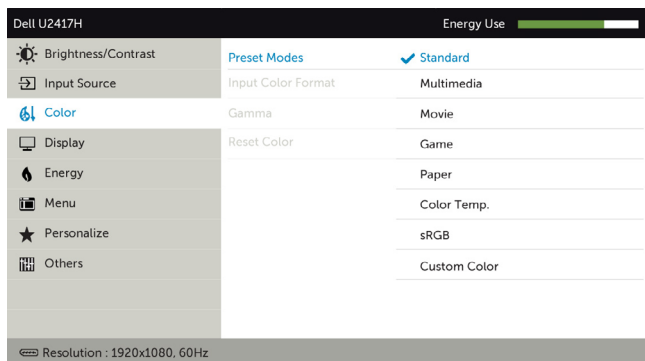 Dell U2417H
Energy Use
Brightness/Contrast
Input Source
Color
Display
Energy
Menu
Personalize
Others
Preset Modes
Input Color Format
Gamma
Reset Color
Standard
Multimedia
Movie
Game
Paper
Color Temp.
sRGB
Custom Color
Resolution : 1920x1080, 60Hz